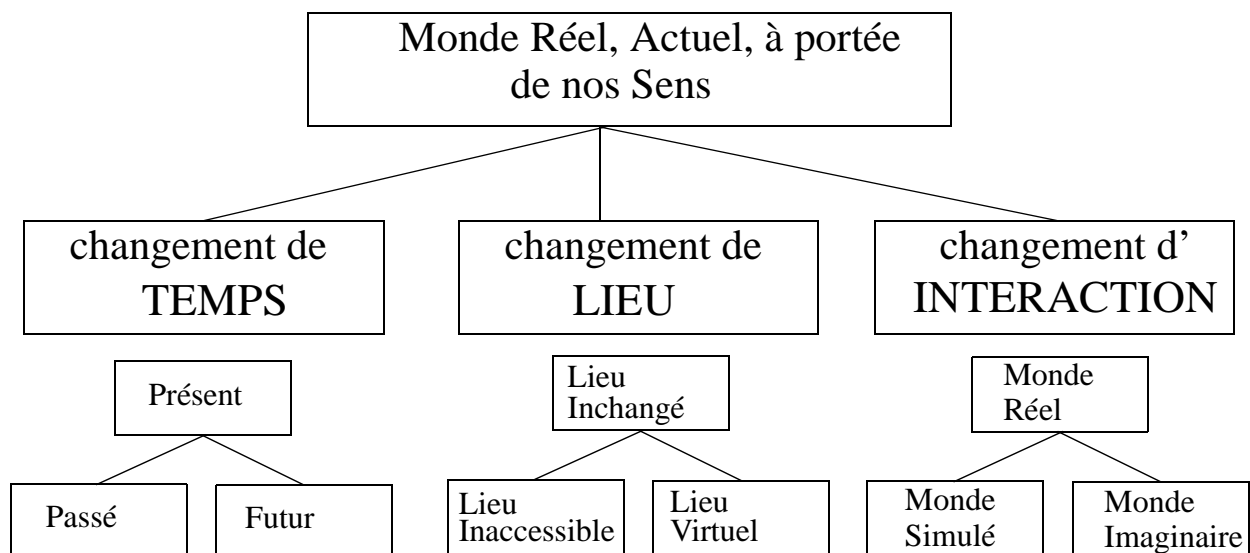 Monde Réel, Actuel, à portée
de nos Sens
changement de
TEMPS
changement de
LIEU
changement d’
INTERACTION
Présent
Lieu
Inchangé
Monde
Réel
Passé
Futur
Lieu
Inaccessible
Lieu
Virtuel
Monde
Simulé
Monde
Imaginaire